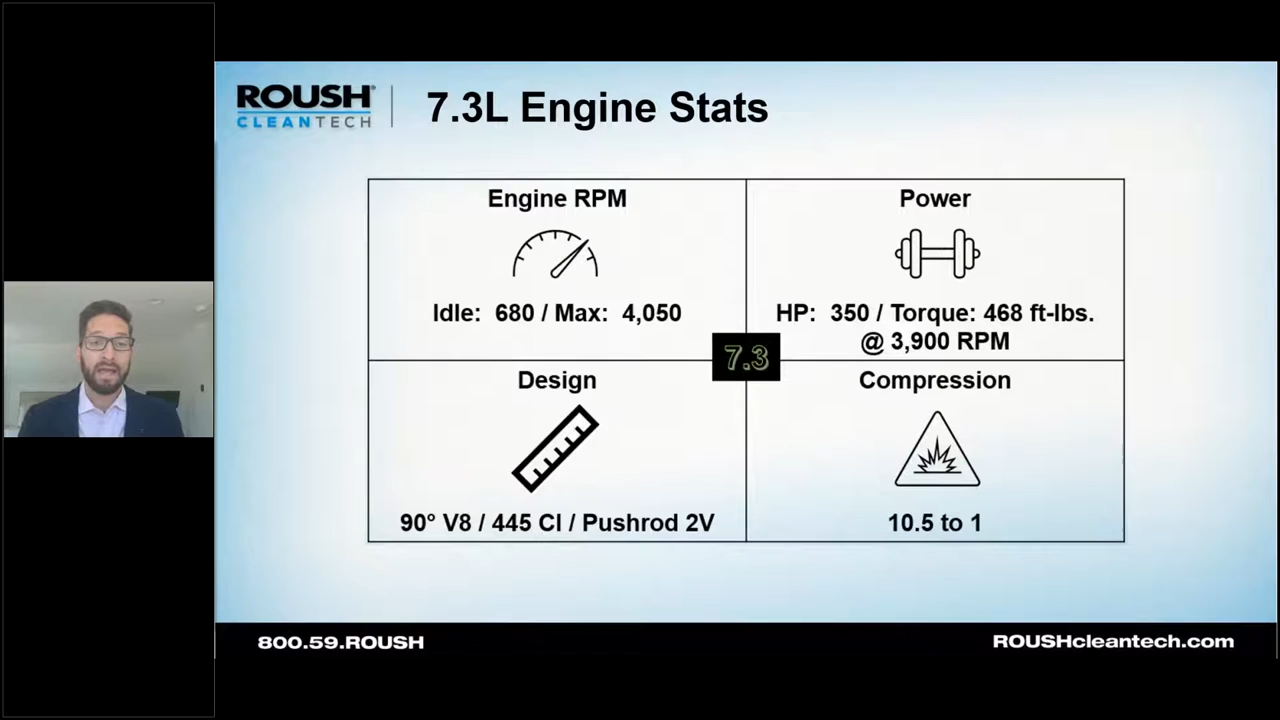 ROUSH
CLEANTECH
7.3L Engine Stats
Engine RPM
Idle: 680 / Max: 4,050
Power
HP: 350 / Torque: 468 ft-lbs.
@ 3,900 RPM
7.3
Design
90° V8 / 445 CI / Pushrod 2V
Compression
10.5 to 1
800.59.ROUSH
ROUSHcleantech.com